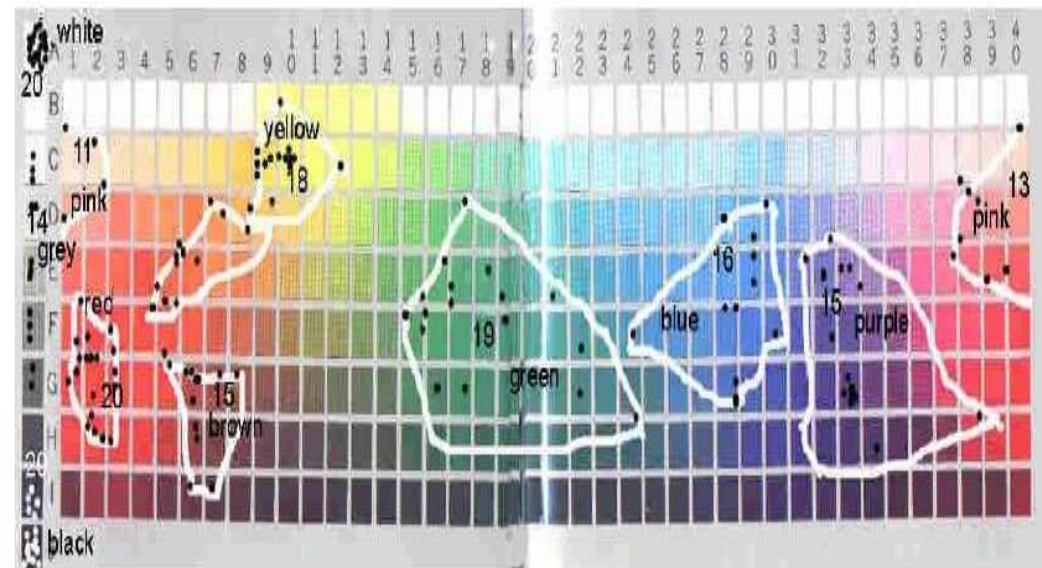 white
A
1 2 3 4 5 6 7 8 9 10 11 12 13 14 15 16 17 18 19 20 21 22 23 24 25 26 27 28 29 30 31 32 33 34 35 36 37 38 39 40
20
B
yellow
11
C
18
13
pink
D
pink
14
grey
E
16
15
red
F
blue
purple
19
green
G
20
15
brown
H
I
black